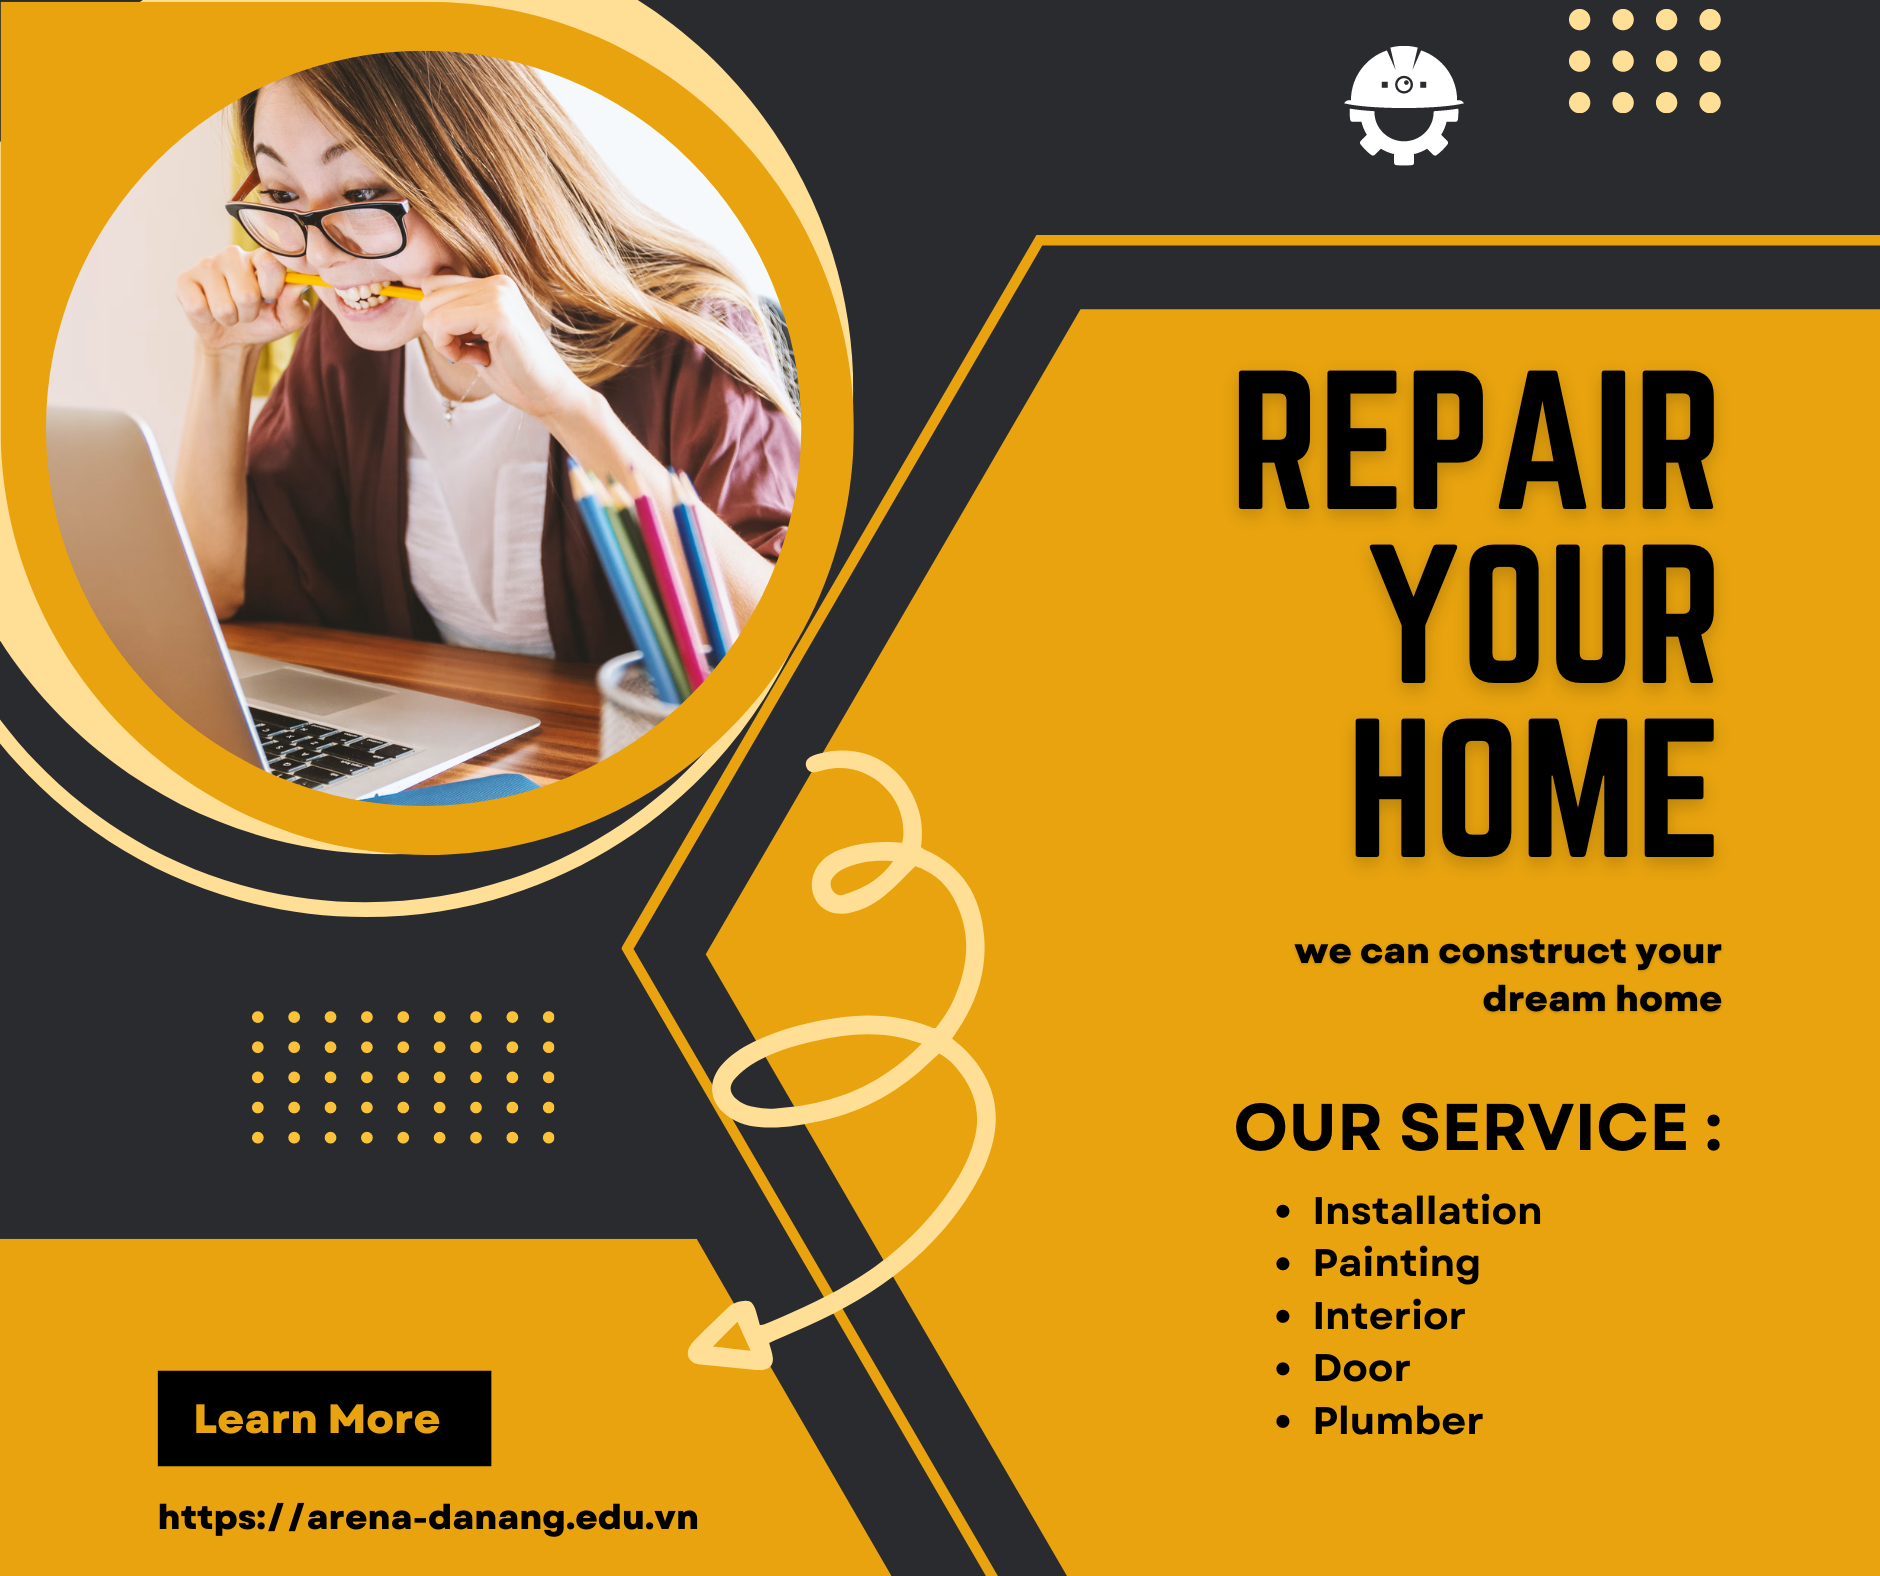 REPAIR
YOUR
HOME
we can construct your
dream home
OUR SERVICE :
• Installation
• Painting
• Interior
• Door
• Plumber
Learn More
https://arena-danang.edu.vn